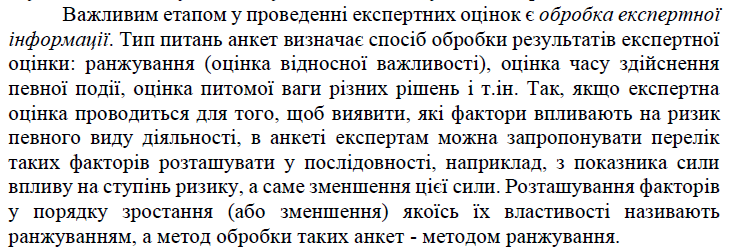 Важливим етапом у проведенні експертних оцінок є обробка експертної
інформації. Тип питань анкет визначає спосіб обробки результатів експертної
оцінки: ранжування (оцінка відносної важливості), оцінка часу здійснення
певної події, оцінка питомої ваги різних рішень і т.ін. Так, якщо експертна
оцінка проводиться для того, щоб виявити, які фактори впливають на ризик
певного виду діяльності, в анкеті експертам можна запропонувати перелік
таких факторів розташувати у послідовності, наприклад, з показника сили
впливу на ступінь ризику, а саме зменшення цієї сили. Розташування факторів
у порядку зростання (або зменшення) якоїсь їх властивості називають
ранжуванням, а метод обробки таких анкет - методом ранжування.